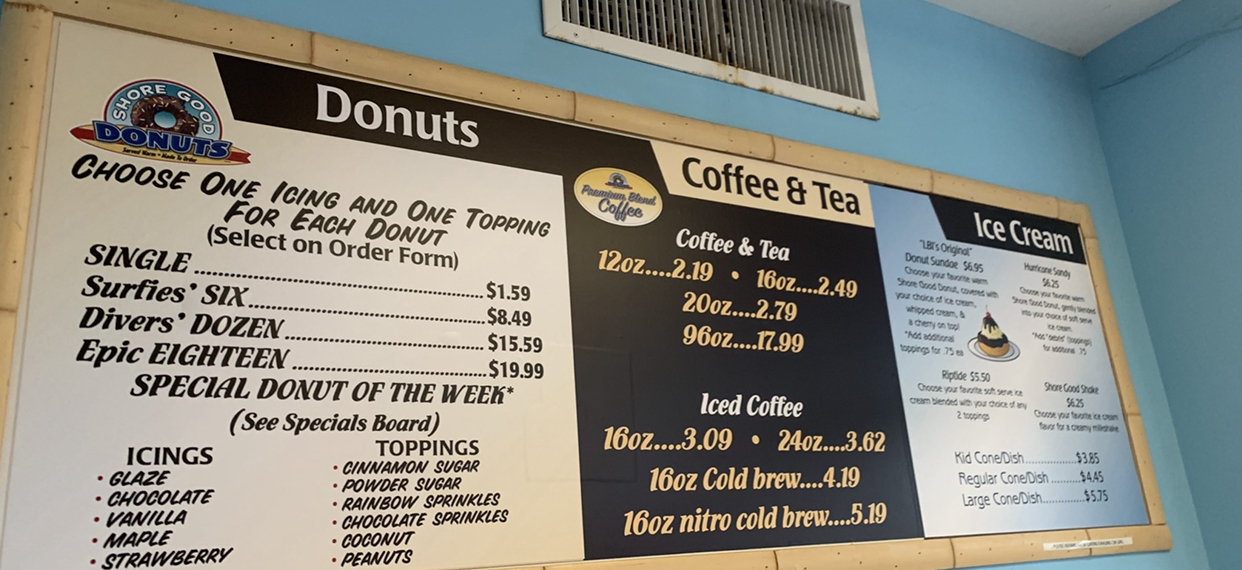 SHORE GOOD
DONUTS
Served Warm • Made To Order
Donuts
CHOOSE ONE ICING AND ONE TOPPING
FOR EACH DONUT
(Select on Order Form)
SINGLE ........ $1.59
Surfies' SIX ........ $8.49
Divers' DOZEN ........ $15.59
Epic EIGHTEEN ........ $19.99
SPECIAL DONUT OF THE WEEK*
(See Specials Board)
ICINGS
• GLAZE
• CHOCOLATE
• VANILLA
• MAPLE
• STRAWBERRY
TOPPINGS
• CINNAMON SUGAR
• POWDER SUGAR
• RAINBOW SPRINKLES
• CHOCOLATE SPRINKLES
• COCONUT
• PEANUTS
Premium Blend
Coffee
Coffee & Tea
Coffee & Tea
12oz....2.19 • 16oz....2.49
20oz....2.79
96oz....17.99
Iced Coffee
16oz....3.09 • 24oz....3.62
16oz Cold brew....4.19
16oz nitro cold brew....5.19
Ice Cream
"LBI's Original"
Donut Sundae $6.95
Choose your favorite warm
Shore Good Donut, covered with
your choice of ice cream,
whipped cream, &
a cherry on top!
*Add additional
toppings for .75 ea
Hurricane Sandy
$6.25
Choose your favorite warm
Shore Good Donut, gently blended
into your choice of soft serve
ice cream.
*Add (toppings)
for additional .75
Riptide $5.50
Choose your favorite soft serve ice
cream blended with your choice of any
2 toppings
Shore Good Shake
$6.25
Choose your favorite ice cream
flavor for a creamy milkshake
Kid Cone/Dish........$3.85
Regular Cone/Dish ........$4.45
Large Cone/Dish........$5.75